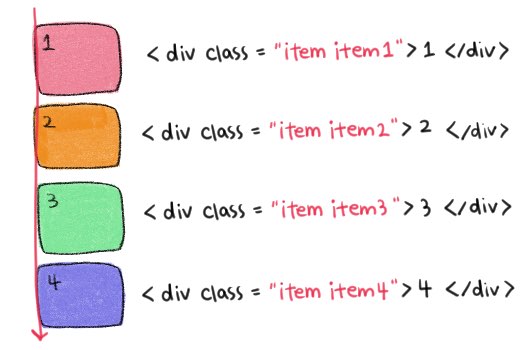 1 <div class = "item item1">1 </div>
2 <div class = "item item2">2 </div>
3 <div class = "item item3">3 </div>
4 <div class = "item item4">4 </div>